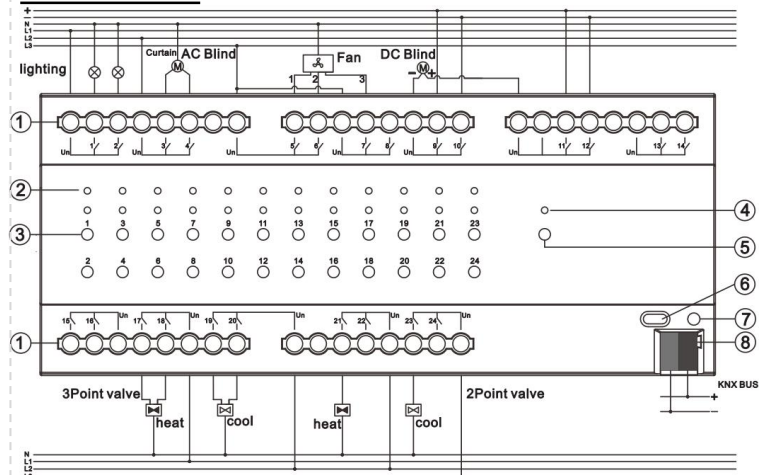 +
−
N
L1
L2
L3
lighting
Curtain AC Blind
M
Fan
1 2 3
DC Blind
− M +
1
Un 1 2 Un 3 4 Un 5 6 Un 7 8 Un 9 10 Un 11 12 Un 13 14
2
4
1 3 5 7 9 11 13 15 17 19 21 23
3
5
2 4 6 8 10 12 14 16 18 20 22 24
6
15 16 Un 17 18 Un 19 20 Un 21 22 Un 23 24 Un
7
1
8
KNX BUS
3Point valve
2Point valve
+
−
heat
cool
heat
cool
N
L1
L2